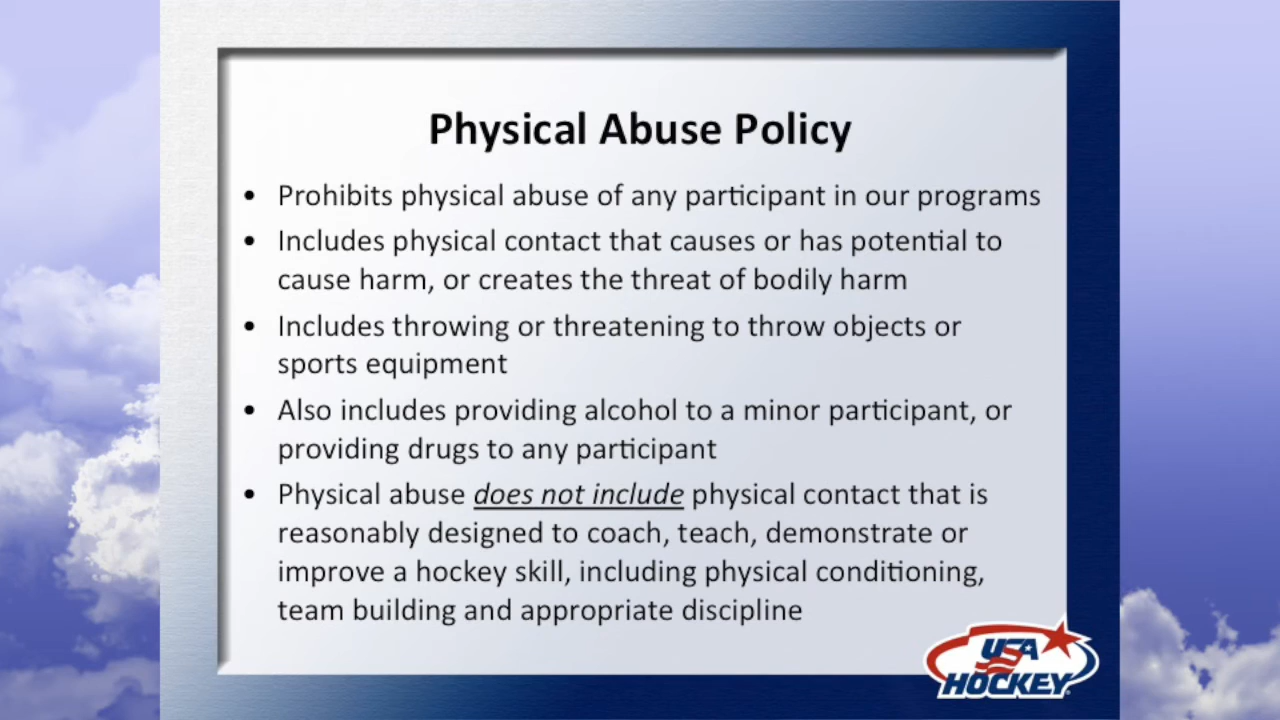 Physical Abuse Policy
• Prohibits physical abuse of any participant in our programs
• Includes physical contact that causes or has potential to
cause harm, or creates the threat of bodily harm
• Includes throwing or threatening to throw objects or
sports equipment
• Also includes providing alcohol to a minor participant, or
providing drugs to any participant
• Physical abuse does not include physical contact that is
reasonably designed to coach, teach, demonstrate or
improve a hockey skill, including physical conditioning,
team building and appropriate discipline
USA
HOCKEY